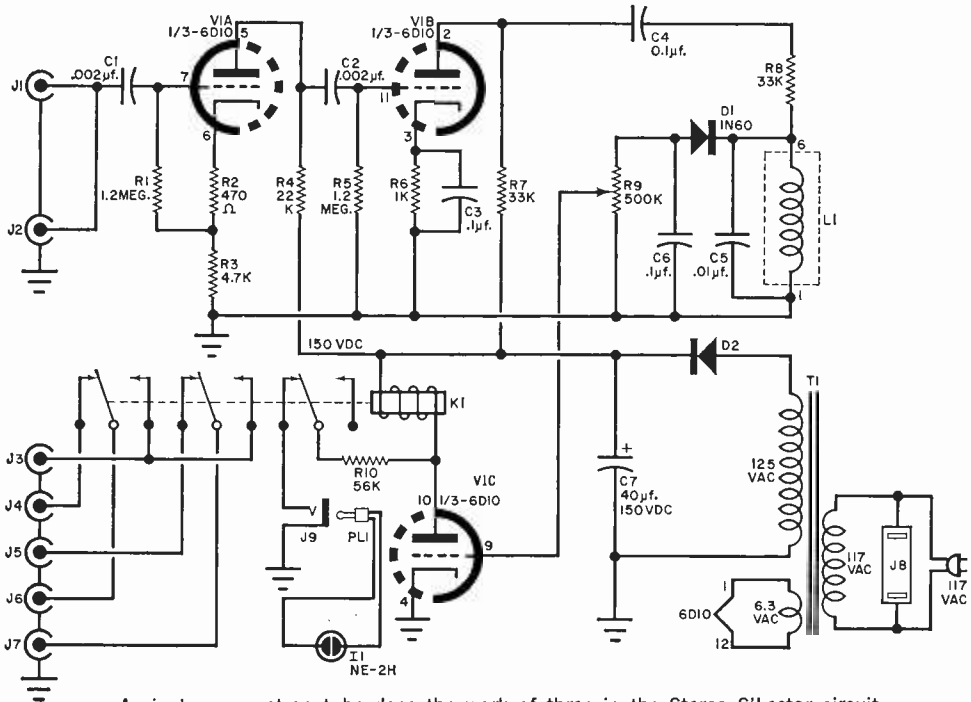 V1A
1/3-6D10 5
V1B
1/3-6D10 2
C4
0.1µf.
C1
.002µf.
C2
.002µf.
J1
7
6
11
3
R8
33K
D1
1N60
6
R1
1.2MEG.
R2
470
Ω
R4
22
K
R5
1.2
MEG.
R6
1K
C3
.1µf.
R7
33K
R9
500K
L1
J2
R3
4.7K
C6
.1µf.
C5
.01µf.
1
150 VDC
D2
T1
K1
J3
J4
J5
J6
J7
R10
56K
V1C
10 1/3-6D10
9
4
V
J9
PL1
I1
NE-2H
+
C7
40µf.
150VDC
125
VAC
117
VAC
J8
117
VAC
1
6D10
12
6.3
VAC